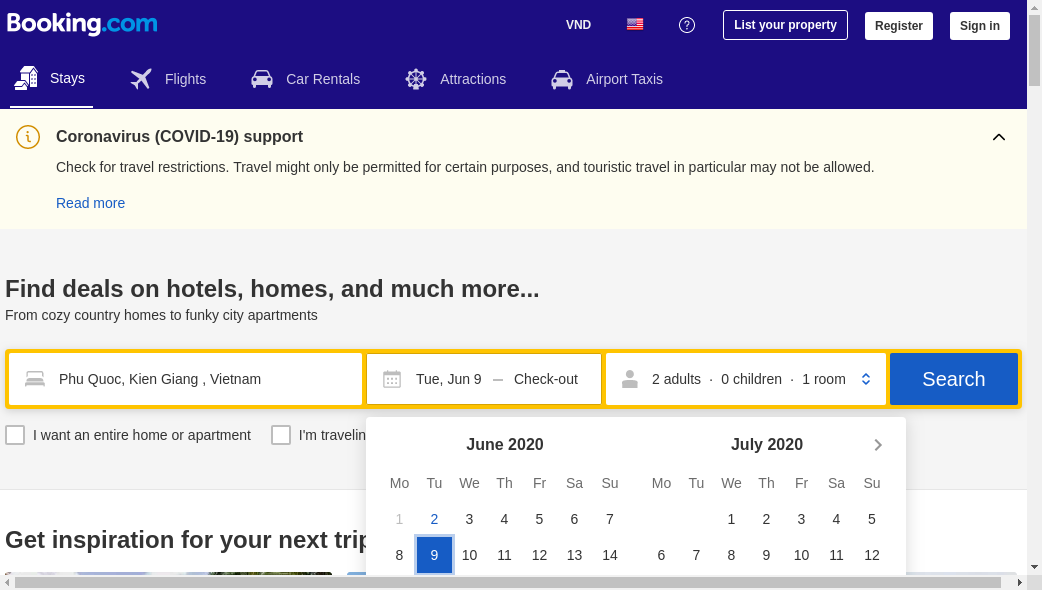 Booking.com
VND
List your property
Register
Sign in
Stays
Flights
Car Rentals
Attractions
Airport Taxis
Coronavirus (COVID-19) support
Check for travel restrictions. Travel might only be permitted for certain purposes, and touristic travel in particular may not be allowed.
Read more
Find deals on hotels, homes, and much more...
From cozy country homes to funky city apartments
Phu Quoc, Kien Giang , Vietnam
Tue, Jun 9 — Check-out
2 adults · 0 children · 1 room
Search
I want an entire home or apartment
I'm travelin
June 2020
Mo Tu We Th Fr Sa Su
1 2 3 4 5 6 7
8 9 10 11 12 13 14
July 2020
Mo Tu We Th Fr Sa Su
1 2 3 4 5
6 7 8 9 10 11 12
Get inspiration for your next trip